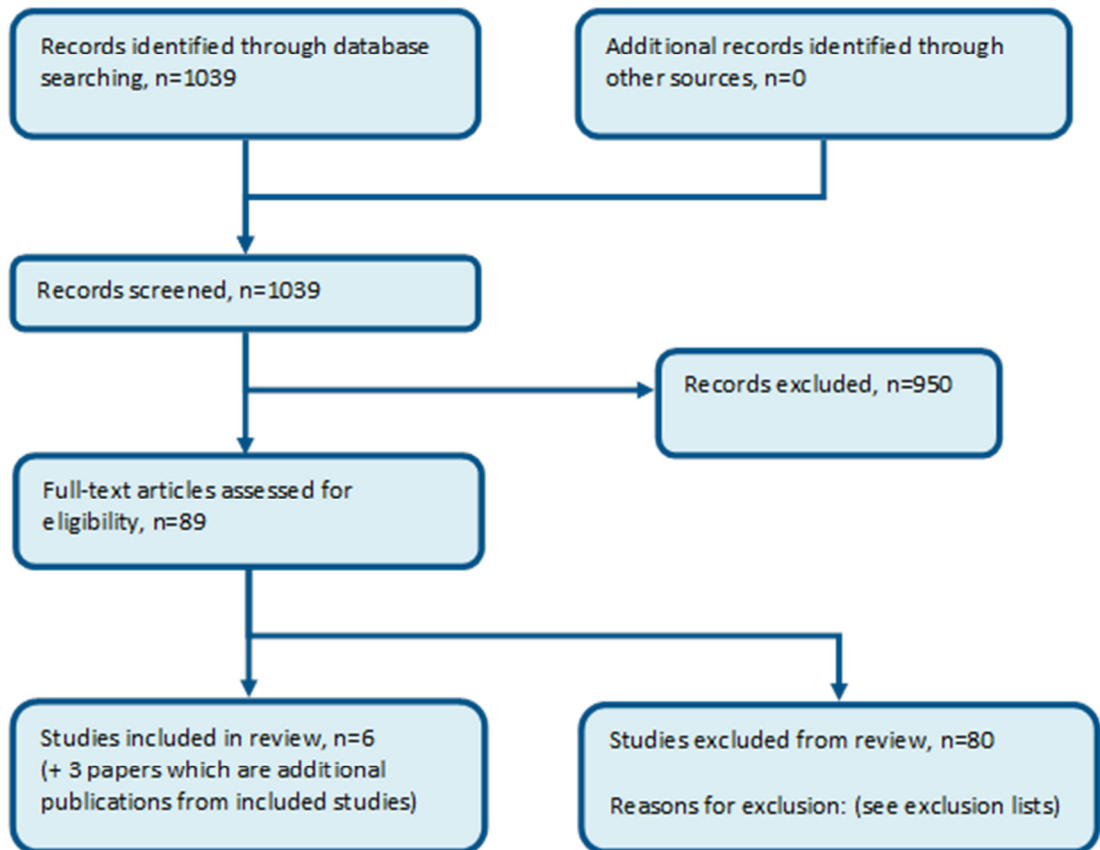 Records identified through database
searching, n=1039
Additional records identified through
other sources, n=0
Records screened, n=1039
Records excluded, n=950
Full-text articles assessed for
eligibility, n=89
Studies included in review, n=6
(+ 3 papers which are additional
publications from included studies)
Studies excluded from review, n=80
Reasons for exclusion: (see exclusion lists)